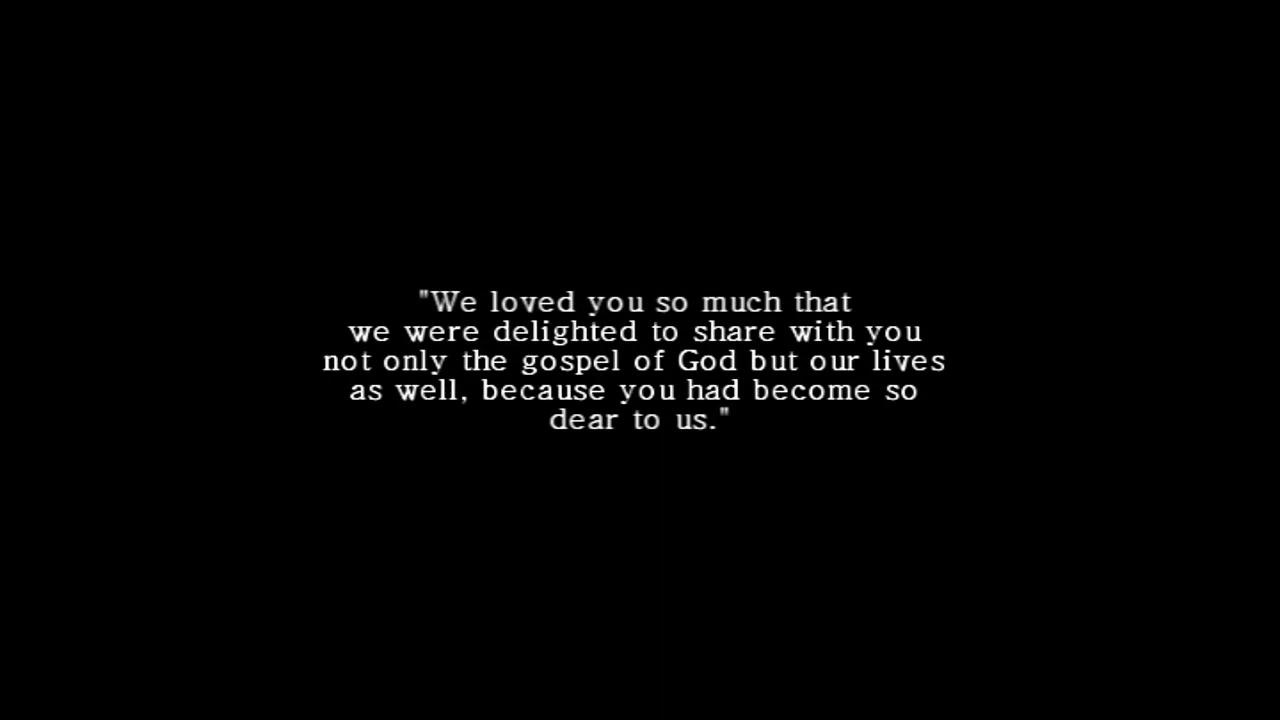 "We loved you so much that
we were delighted to share with you
not only the gospel of God but our lives
as well, because you had become so
dear to us."